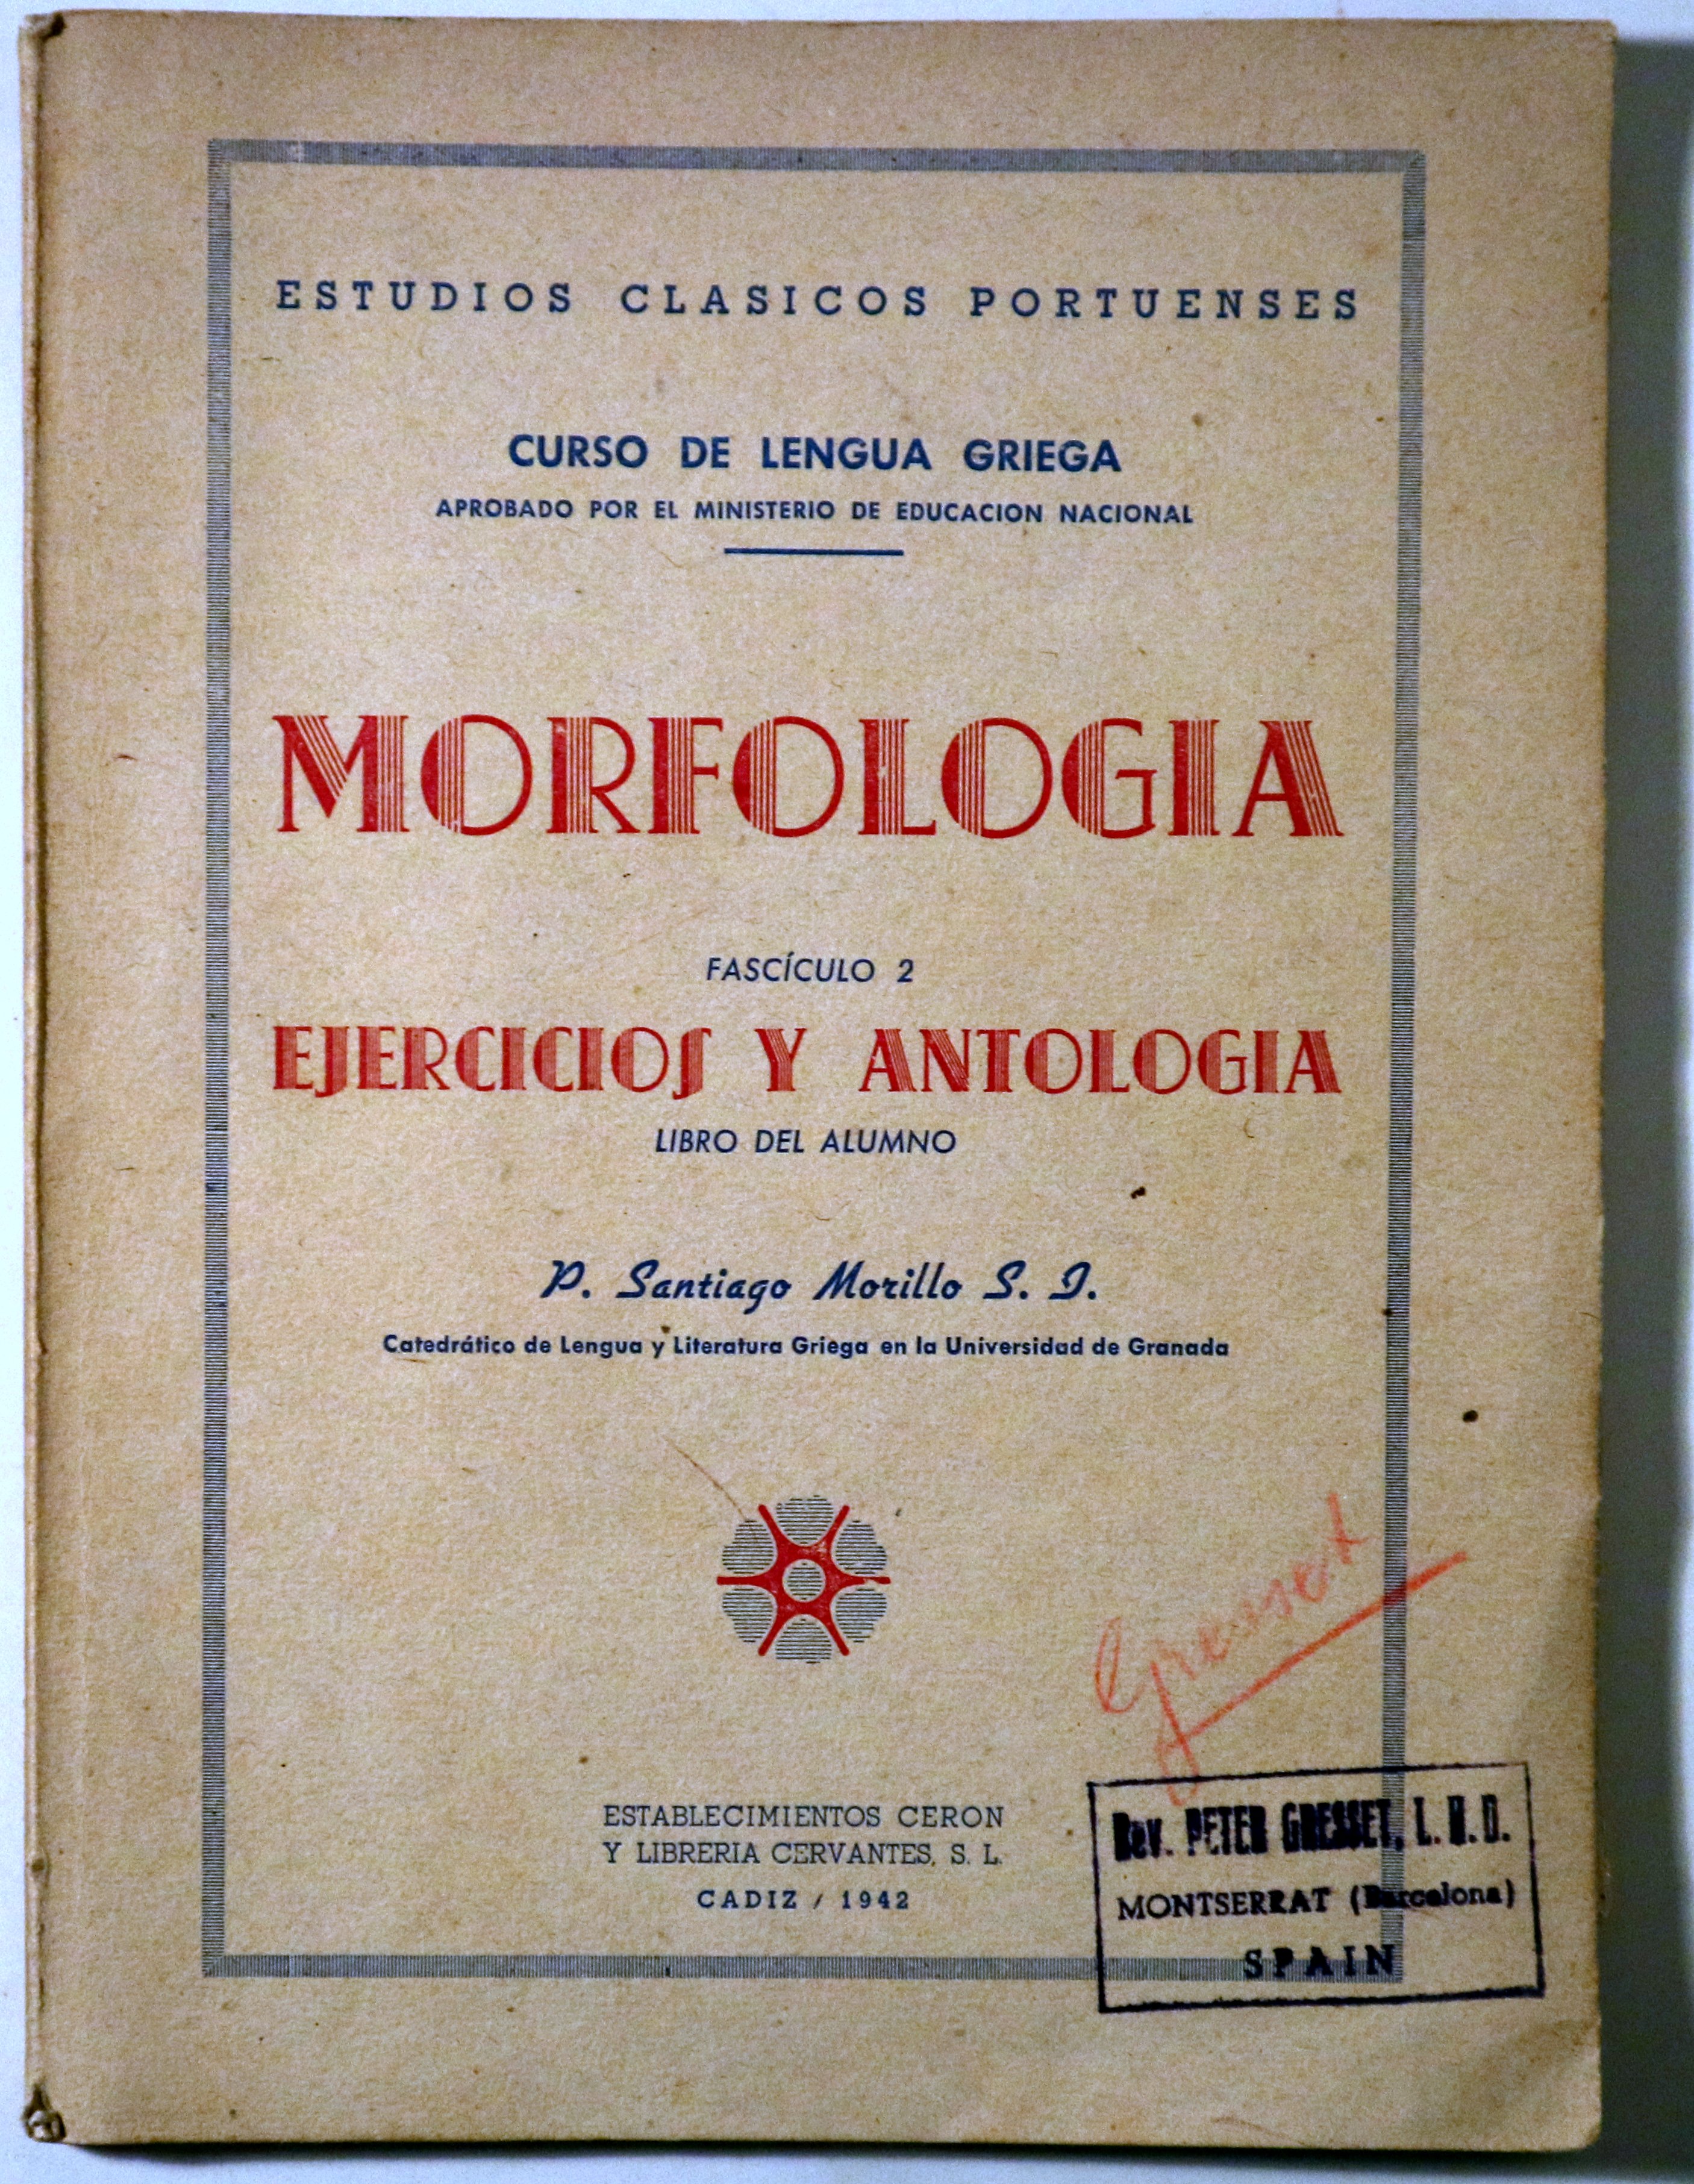 ESTUDIOS CLASICOS PORTUENSES
CURSO DE LENGUA GRIEGA
APROBADO POR EL MINISTERIO DE EDUCACION NACIONAL
MORFOLOGIA
FASCÍCULO 2
EJERCICIOS Y ANTOLOGIA
LIBRO DEL ALUMNO
P. Santiago Morillo S. J.
Catedrático de Lengua y Literatura Griega en la Universidad de Granada
Gresset
ESTABLECIMIENTOS CERON
Y LIBRERIA CERVANTES, S. L.
CADIZ / 1942
Rev. PETER GRESSET, L. H. D.
MONTSERRAT (Barcelona)
SPAIN